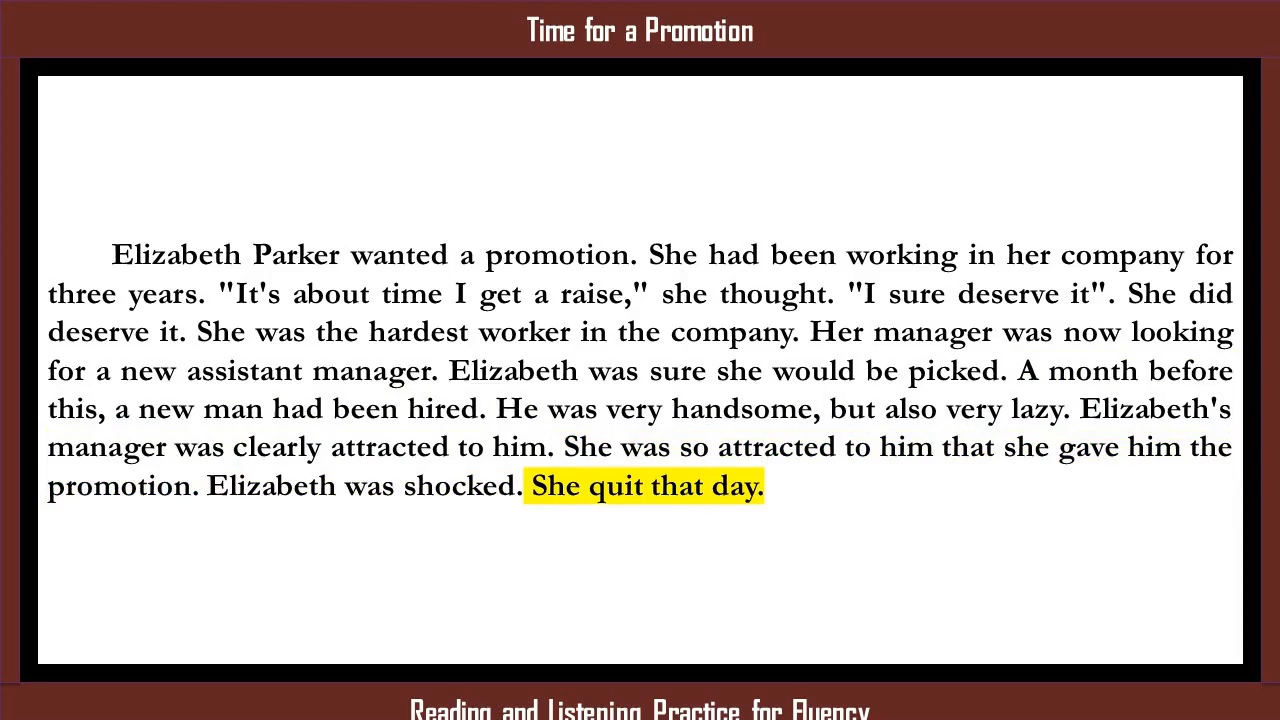 Time for a Promotion
Elizabeth Parker wanted a promotion. She had been working in her company for
three years. "It's about time I get a raise," she thought. "I sure deserve it". She did
deserve it. She was the hardest worker in the company. Her manager was now looking
for a new assistant manager. Elizabeth was sure she would be picked. A month before
this, a new man had been hired. He was very handsome, but also very lazy. Elizabeth's
manager was clearly attracted to him. She was so attracted to him that she gave him the
promotion. Elizabeth was shocked. She quit that day.
Reading and Listening Practice for Fluency